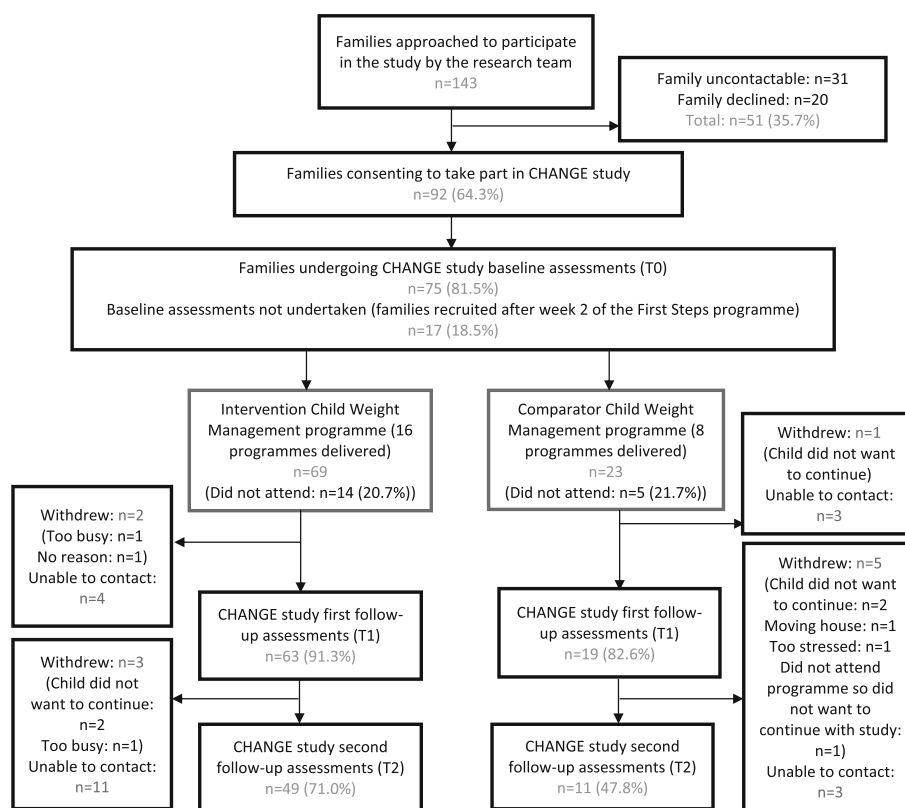 Families approached to participate
in the study by the research team
n=143
Family uncontactable: n=31
Family declined: n=20
Total: n=51 (35.7%)
Families consenting to take part in CHANGE study
n=92 (64.3%)
Families undergoing CHANGE study baseline assessments (T0)
n=75 (81.5%)
Baseline assessments not undertaken (families recruited after week 2 of the First Steps programme)
n=17 (18.5%)
Intervention Child Weight
Management programme (16
programmes delivered)
n=69
(Did not attend: n=14 (20.7%))
Comparator Child Weight
Management programme (8
programmes delivered)
n=23
(Did not attend: n=5 (21.7%))
Withdrew: n=1
(Child did not want
to continue)
Unable to contact:
n=3
Withdrew: n=2
(Too busy: n=1
No reason: n=1)
Unable to contact:
n=4
CHANGE study first follow-
up assessments (T1)
n=63 (91.3%)
CHANGE study first follow-
up assessments (T1)
n=19 (82.6%)
Withdrew: n=5
(Child did not want
to continue: n=2
Moving house: n=1
Too stressed: n=1
Did not attend
programme so did
not want to
continue with study:
n=1)
Unable to contact:
n=3
Withdrew: n=3
(Child did not
want to continue:
n=2
Too busy: n=1)
Unable to contact:
n=11
CHANGE study second
follow-up assessments (T2)
n=49 (71.0%)
CHANGE study second
follow-up assessments (T2)
n=11 (47.8%)